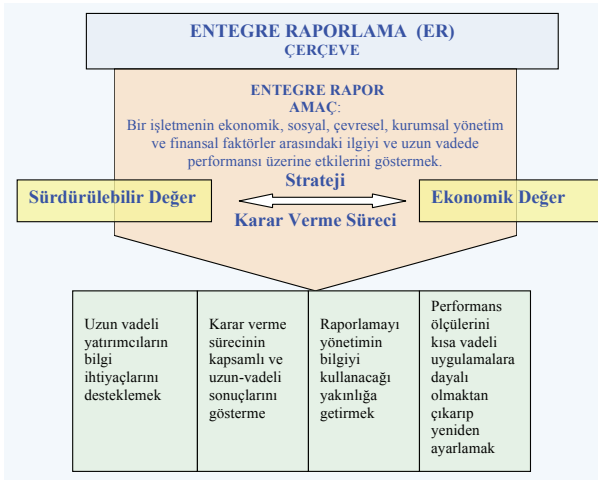 ENTEGRE RAPORLAMA (ER)
ÇERÇEVE
ENTEGRE RAPOR
AMAÇ:
Bir işletmenin ekonomik, sosyal, çevresel, kurumsal yönetim
ve finansal faktörler arasındaki ilgiyi ve uzun vadede
performansı üzerine etkilerini göstermek.
Strateji
Sürdürülebilir Değer
Ekonomik Değer
Karar Verme Süreci
Uzun vadeli
yatırımcıların
bilgi
ihtiyaçlarını
desteklemek
Karar verme
sürecinin
kapsamlı ve
uzun-vadeli
sonuçlarını
gösterme
Raporlamayı
yönetimin
bilgiyi
kullanacağı
yakınlığa
getirmek
Performans
ölçülerini
kısa vadeli
uygulamalara
dayalı
olmaktan
çıkarıp
yeniden
ayarlamak